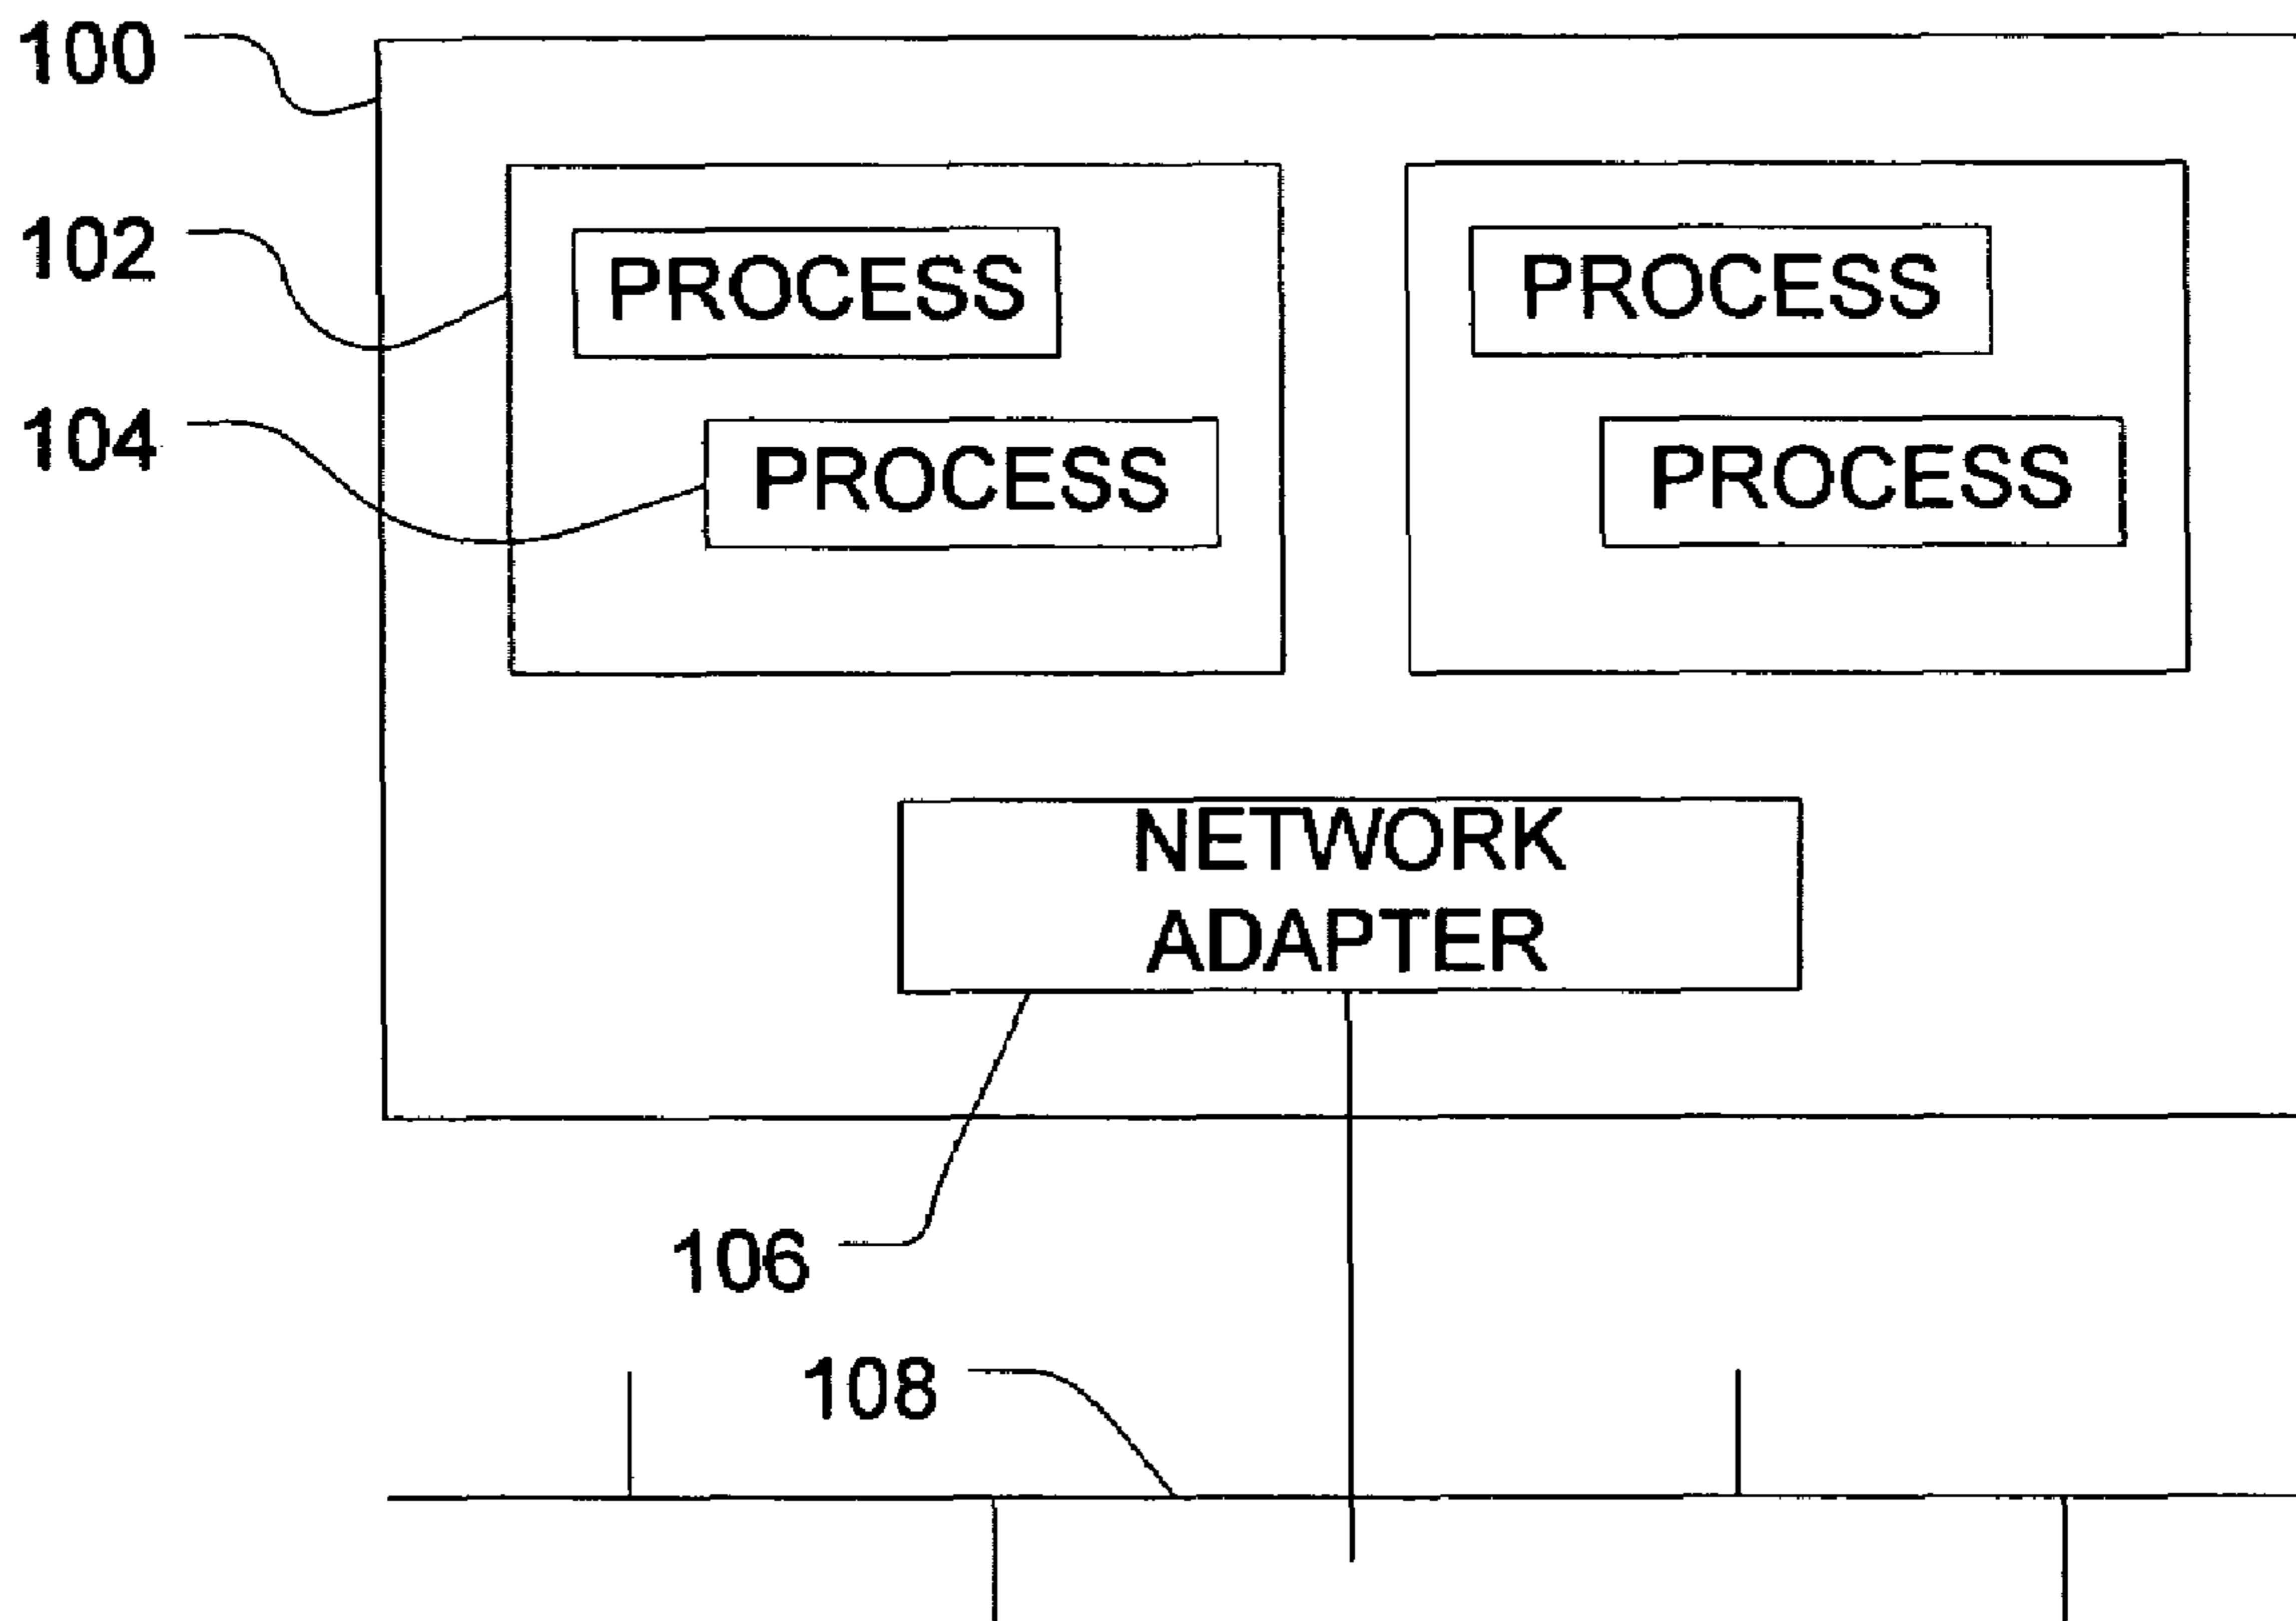 100
102
PROCESS
PROCESS
104
PROCESS
PROCESS
NETWORK
ADAPTER
106
108